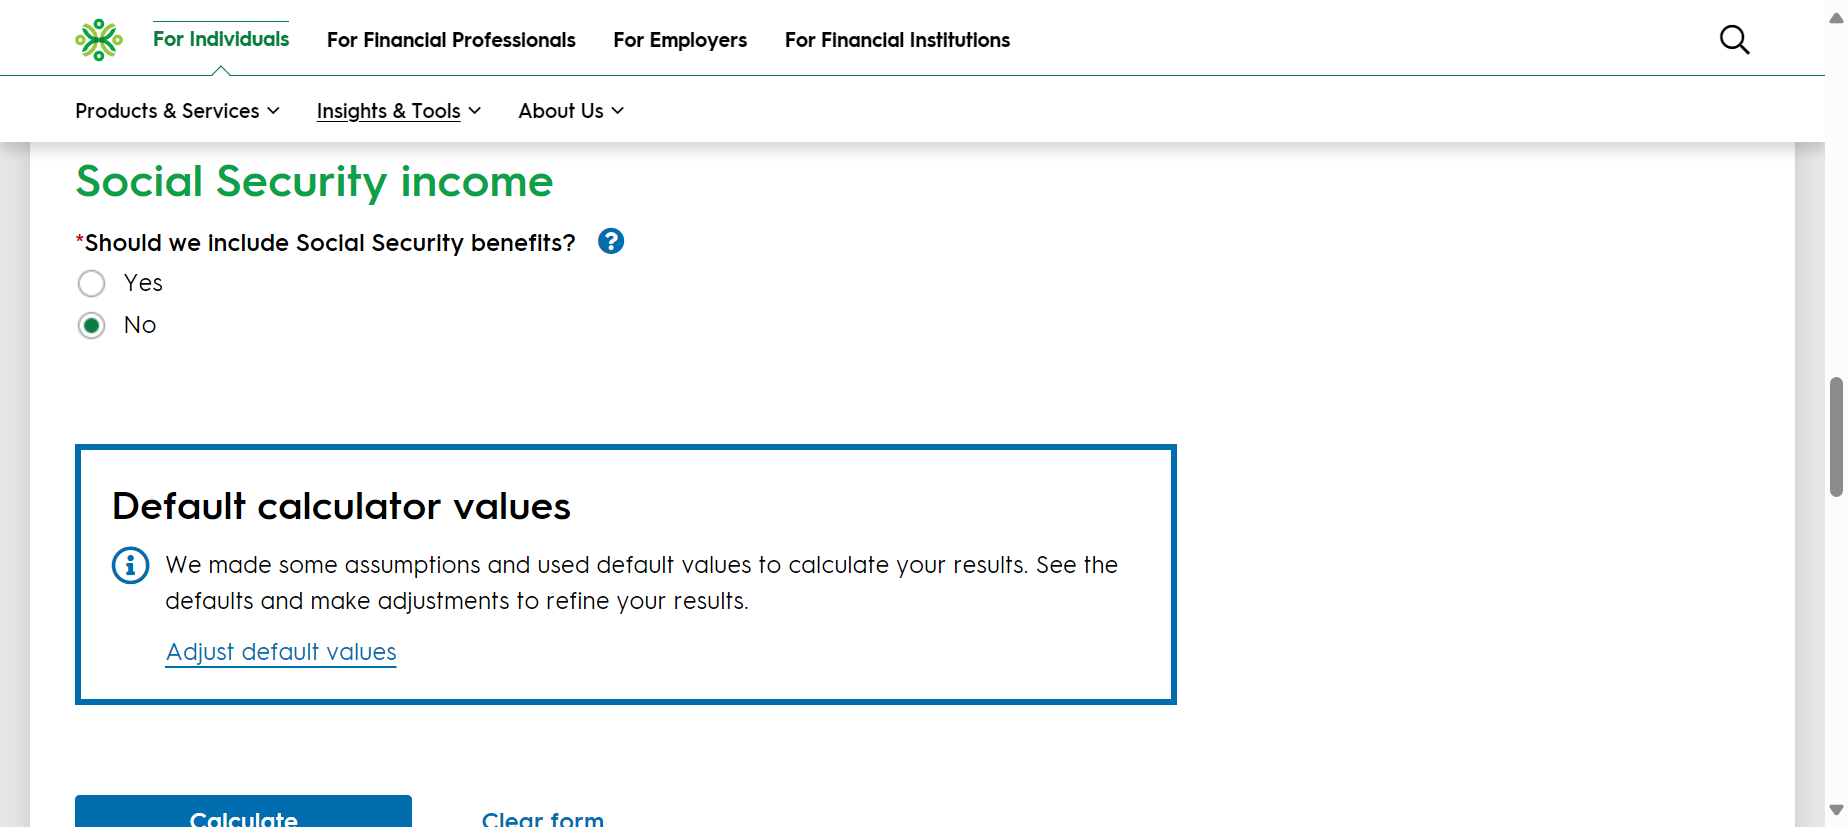 For Individuals For Financial Professionals For Employers For Financial Institutions
Products & Services Insights & Tools About Us
Social Security income
*Should we include Social Security benefits? ?
Yes
No
Default calculator values
We made some assumptions and used default values to calculate your results. See the
defaults and make adjustments to refine your results.
Adjust default values
Calculate Clear form